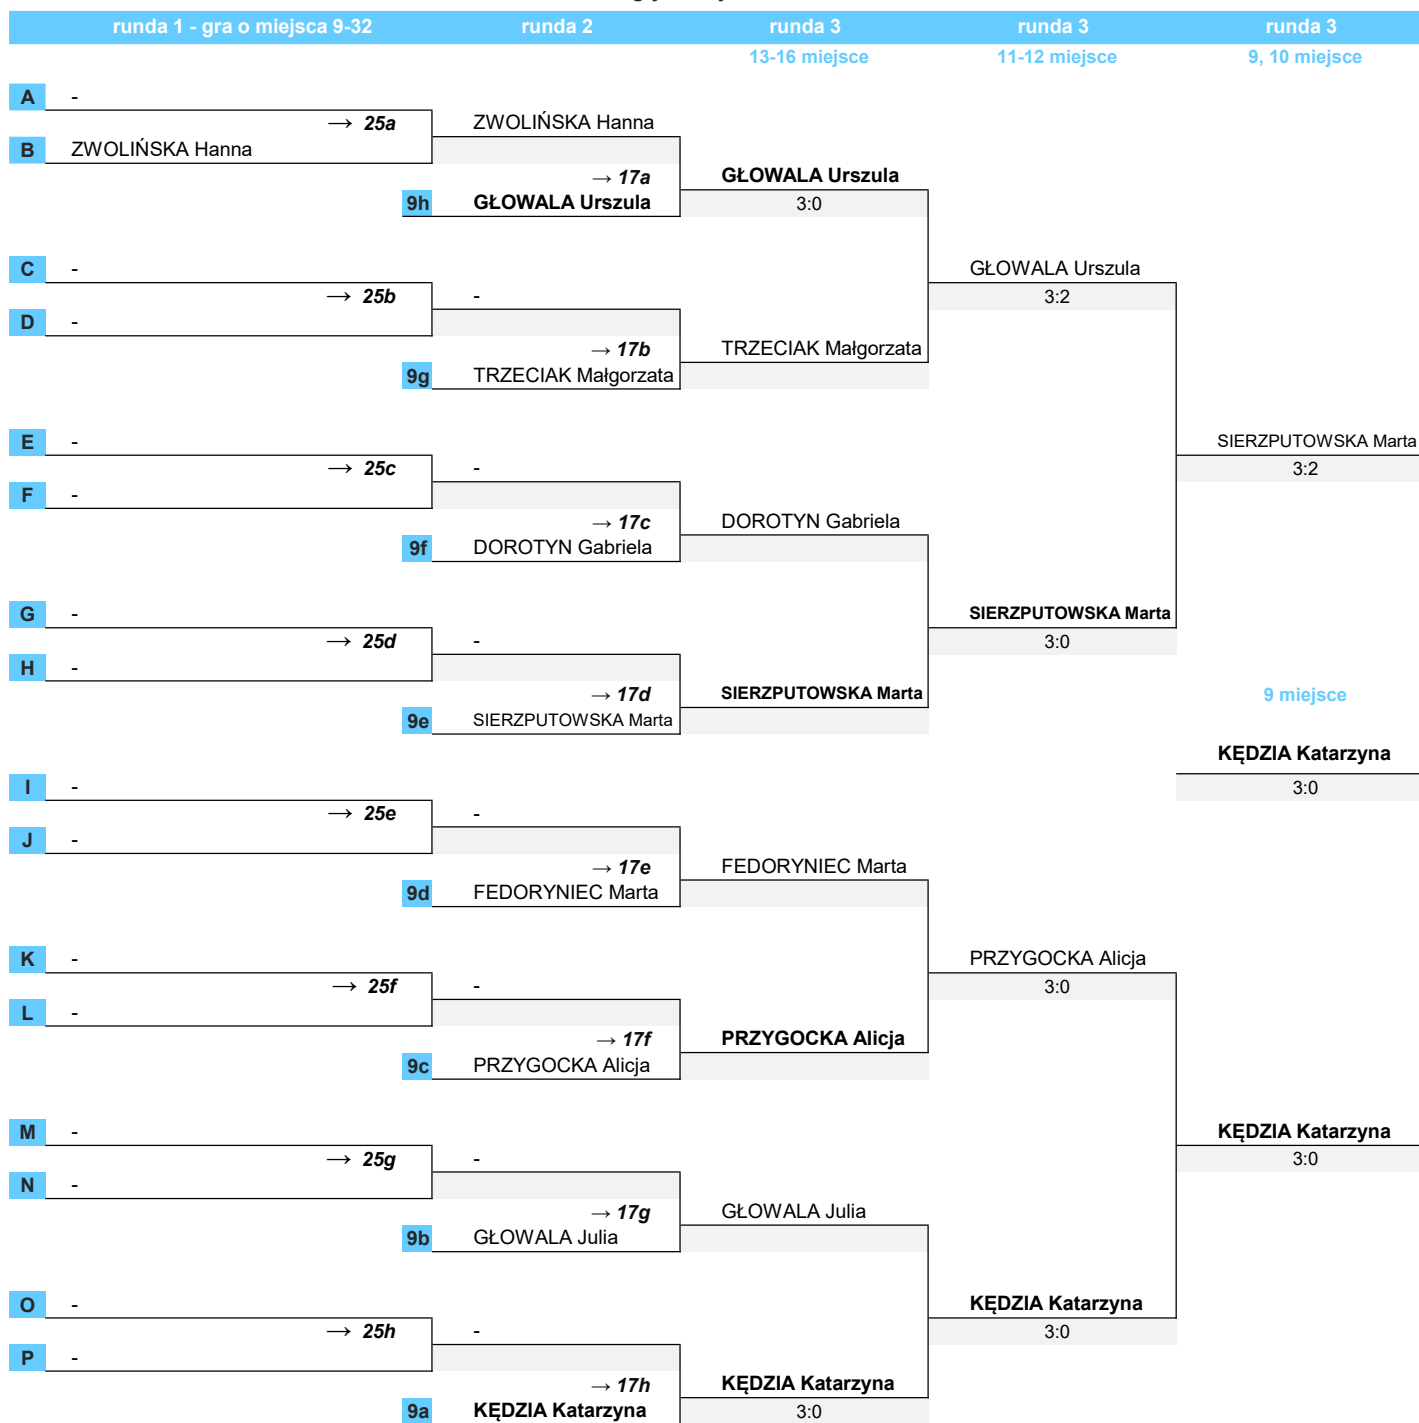 runda 1 - gra o miejsca 9-32 runda 2 runda 3 runda 3 runda 3
13-16 miejsce 11-12 miejsce 9, 10 miejsce
A -
→ 25a ZWOLIŃSKA Hanna
B ZWOLIŃSKA Hanna
→ 17a GŁOWALA Urszula
9h GŁOWALA Urszula 3:0
C - GŁOWALA Urszula
→ 25b - 3:2
D -
→ 17b TRZECIAK Małgorzata
9g TRZECIAK Małgorzata
E - SIERZPUTOWSKA Marta
→ 25c - 3:2
F -
→ 17c DOROTYN Gabriela
9f DOROTYN Gabriela
G - SIERZPUTOWSKA Marta
→ 25d - 3:0
H -
→ 17d SIERZPUTOWSKA Marta 9 miejsce
9e SIERZPUTOWSKA Marta
KĘDZIA Katarzyna
I - 3:0
→ 25e -
J -
→ 17e FEDORYNIEC Marta
9d FEDORYNIEC Marta
K - PRZYGOCKA Alicja
→ 25f - 3:0
L -
→ 17f PRZYGOCKA Alicja
9c PRZYGOCKA Alicja
M - KĘDZIA Katarzyna
→ 25g - 3:0
N -
→ 17g GŁOWALA Julia
9b GŁOWALA Julia
O - KĘDZIA Katarzyna
→ 25h - 3:0
P -
→ 17h KĘDZIA Katarzyna
9a KĘDZIA Katarzyna 3:0